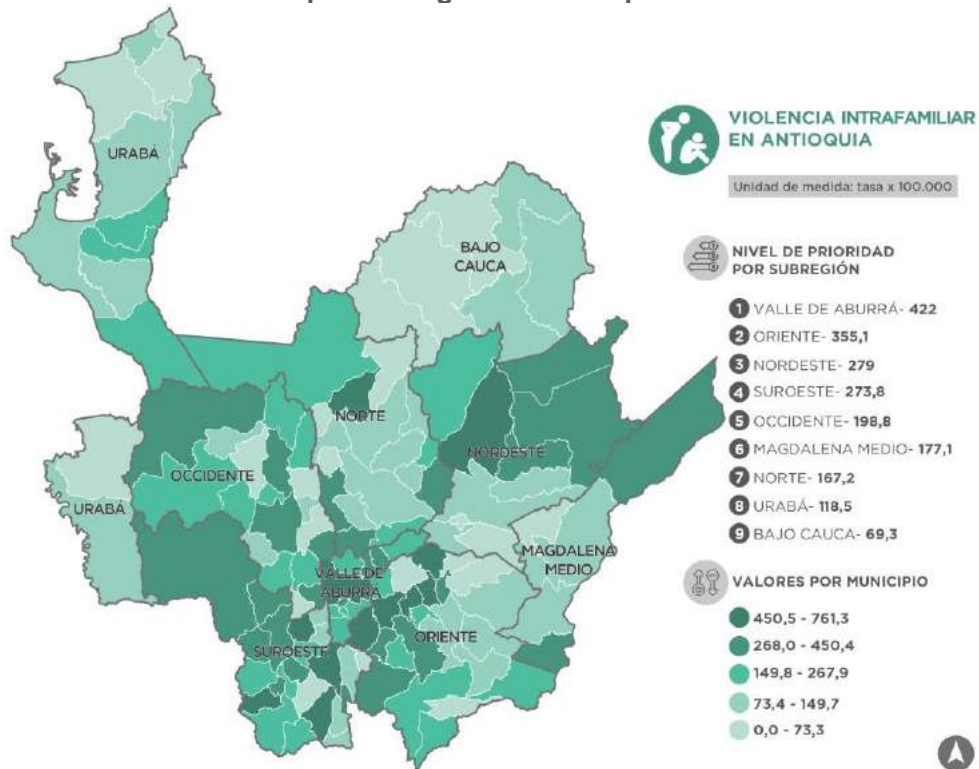 VIOLENCIA INTRAFAMILIAR
EN ANTIOQUIA
Unidad de medida: tasa x 100.000
NIVEL DE PRIORIDAD
POR SUBREGIÓN
1 VALLE DE ABURRÁ- 422
2 ORIENTE- 355,1
3 NORDESTE- 279
4 SUROESTE- 273,8
5 OCCIDENTE- 198,8
6 MAGDALENA MEDIO- 177,1
7 NORTE- 167,2
8 URABÁ- 118,5
9 BAJO CAUCA- 69,3
VALORES POR MUNICIPIO
450,5 - 761,3
268,0 - 450,4
149,8 - 267,9
73,4 - 149,7
0,0 - 73,3
URABÁ
BAJO
CAUCA
NORTE
NORDESTE
OCCIDENTE
URABÁ
MAGDALENA
MEDIO
VALLE DE
ABURRA
ORIENTE
SUROESTE